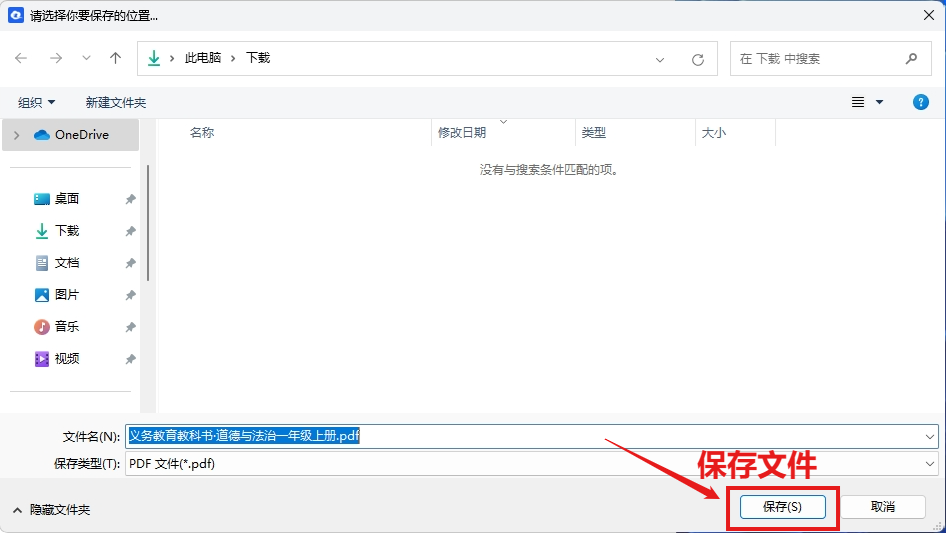 请选择你要保存的位置...
此电脑 下载
在 下载 中搜索
组织 新建文件夹
OneDrive
名称 修改日期 类型 大小
没有与搜索条件匹配的项。
桌面
下载
文档
图片
音乐
视频
文件名(N): 义务教育教科书·道德与法治一年级上册.pdf
保存类型(T): PDF 文件(*.pdf)
保存文件
隐藏文件夹 保存(S) 取消